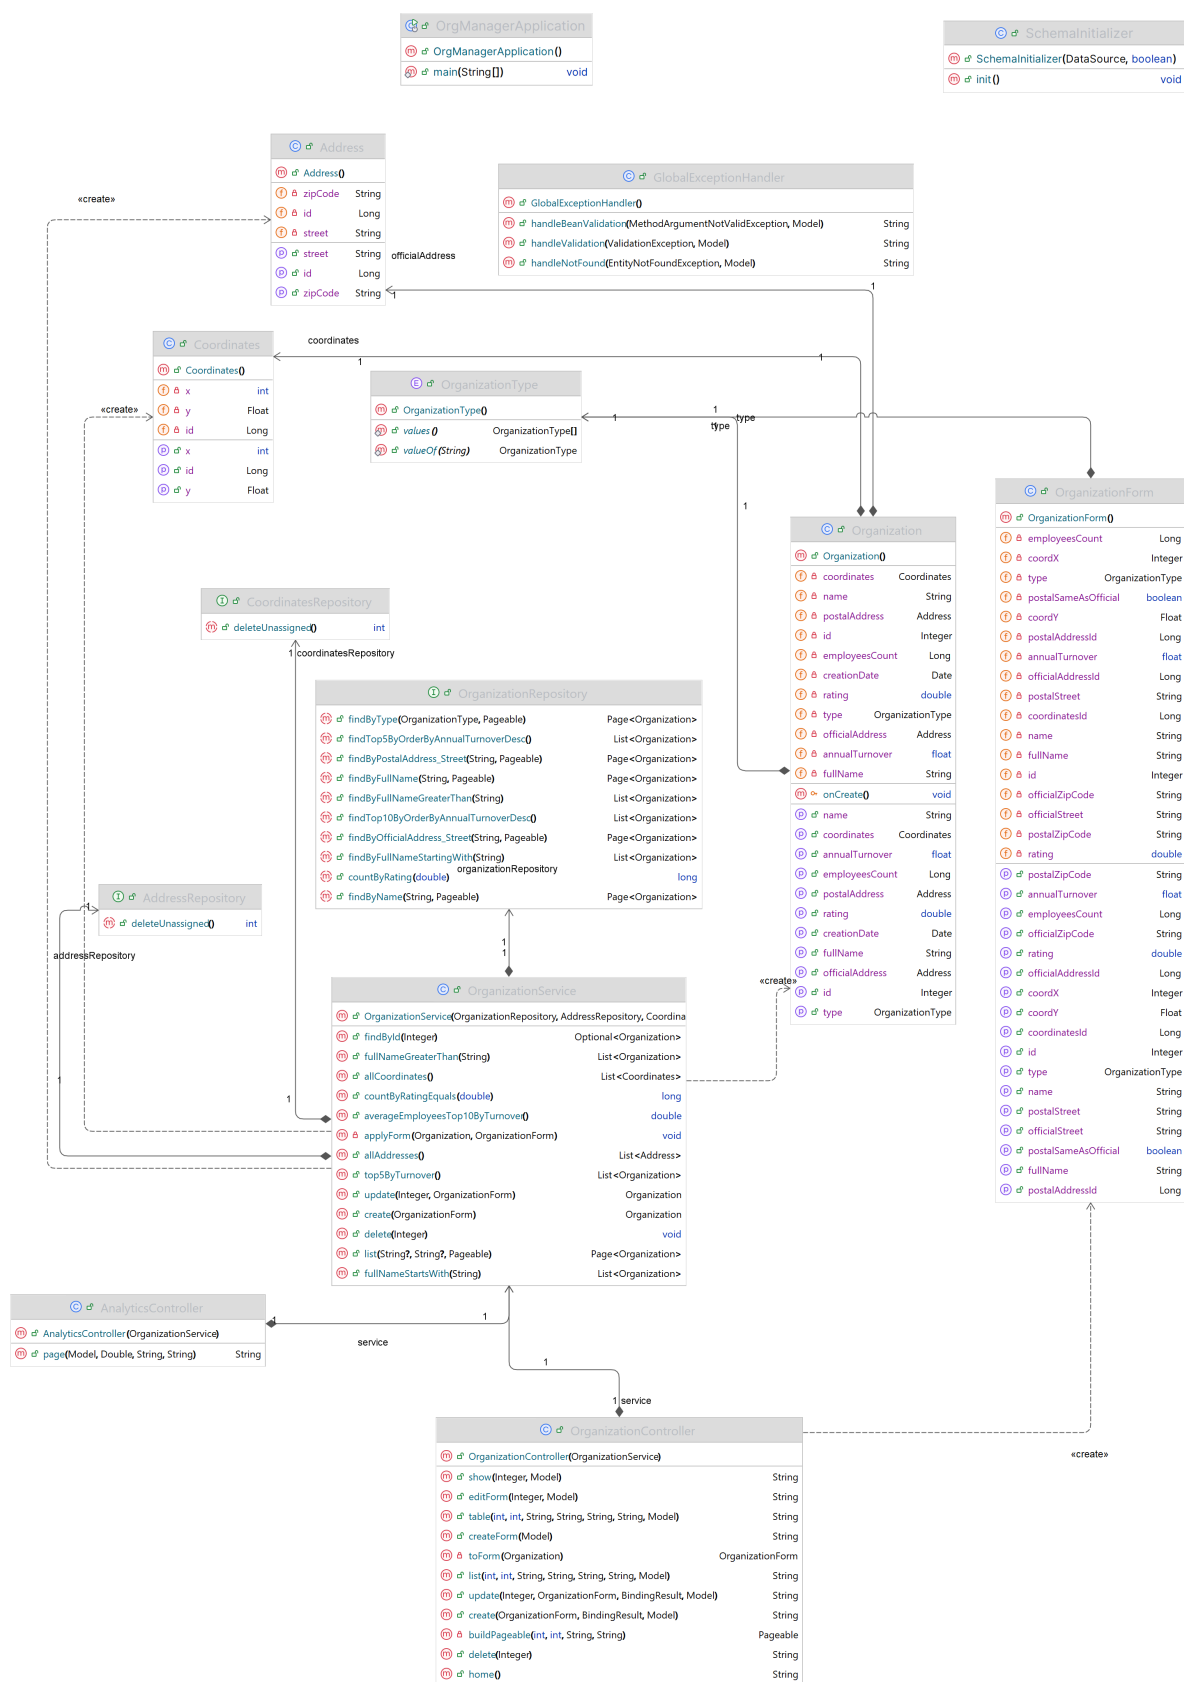 OrgManagerApplication
OrgManagerApplication()
main(String[]) void
SchemaInitializer
SchemaInitializer(DataSource, boolean)
init() void
Address
Address()
zipCode String
id Long
street String
street String
id Long
zipCode String
«create»
officialAddress
1
1
GlobalExceptionHandler
GlobalExceptionHandler()
handleBeanValidation(MethodArgumentNotValidException, Model) String
handleValidation(ValidationException, Model) String
handleNotFound(EntityNotFoundException, Model) String
Coordinates
Coordinates()
x int
y Float
id Long
x int
id Long
y Float
coordinates
1
1
«create»
OrganizationType
OrganizationType()
values() OrganizationType[]
valueOf(String) OrganizationType
1
1
type
1
type
1
OrganizationForm
OrganizationForm()
employeesCount Long
coordX Integer
type OrganizationType
postalSameAsOfficial boolean
coordY Float
postalAddressId Long
annualTurnover float
officialAddressId Long
postalStreet String
coordinatesId Long
name String
fullName String
id Integer
officialZipCode String
officialStreet String
postalZipCode String
rating double
postalZipCode String
annualTurnover float
employeesCount Long
officialZipCode String
rating double
officialAddressId Long
coordX Integer
coordY Float
coordinatesId Long
id Integer
type OrganizationType
name String
postalStreet String
officialStreet String
postalSameAsOfficial boolean
fullName String
postalAddressId Long
Organization
Organization()
coordinates Coordinates
name String
postalAddress Address
id Integer
employeesCount Long
creationDate Date
rating double
type OrganizationType
officialAddress Address
annualTurnover float
fullName String
onCreate() void
name String
coordinates Coordinates
annualTurnover float
employeesCount Long
postalAddress Address
rating double
creationDate Date
fullName String
officialAddress Address
id Integer
type OrganizationType
«create»
CoordinatesRepository
deleteUnassigned() int
1 coordinatesRepository
OrganizationRepository
findByType(OrganizationType, Pageable) Page<Organization>
findTop5ByOrderByAnnualTurnoverDesc() List<Organization>
findByPostalAddress_Street(String, Pageable) Page<Organization>
findByFullName(String, Pageable) Page<Organization>
findByFullNameGreaterThan(String) List<Organization>
findTop10ByOrderByAnnualTurnoverDesc() List<Organization>
findByOfficialAddress_Street(String, Pageable) Page<Organization>
findByFullNameStartingWith(String) List<Organization>
organizationRepository
countByRating(double) long
findByName(String, Pageable) Page<Organization>
1
1
AddressRepository
deleteUnassigned() int
1
addressRepository
1
1
OrganizationService
OrganizationService(OrganizationRepository, AddressRepository, Coordina
findById(Integer) Optional<Organization>
fullNameGreaterThan(String) List<Organization>
allCoordinates() List<Coordinates>
countByRatingEquals(double) long
averageEmployeesTop10ByTurnover() double
applyForm(Organization, OrganizationForm) void
allAddresses() List<Address>
top5ByTurnover() List<Organization>
update(Integer, OrganizationForm) Organization
create(OrganizationForm) Organization
delete(Integer) void
list(String?, String?, Pageable) Page<Organization>
fullNameStartsWith(String) List<Organization>
AnalyticsController
AnalyticsController(OrganizationService)
page(Model, Double, String, String) String
1
1
service
1
1 service
OrganizationController
OrganizationController(OrganizationService)
show(Integer, Model) String
editForm(Integer, Model) String
table(int, int, String, String, String, String, Model) String
createForm(Model) String
toForm(Organization) OrganizationForm
list(int, int, String, String, String, String, Model) String
update(Integer, OrganizationForm, BindingResult, Model) String
create(OrganizationForm, BindingResult, Model) String
buildPageable(int, int, String, String) Pageable
delete(Integer) String
home() String
«create»